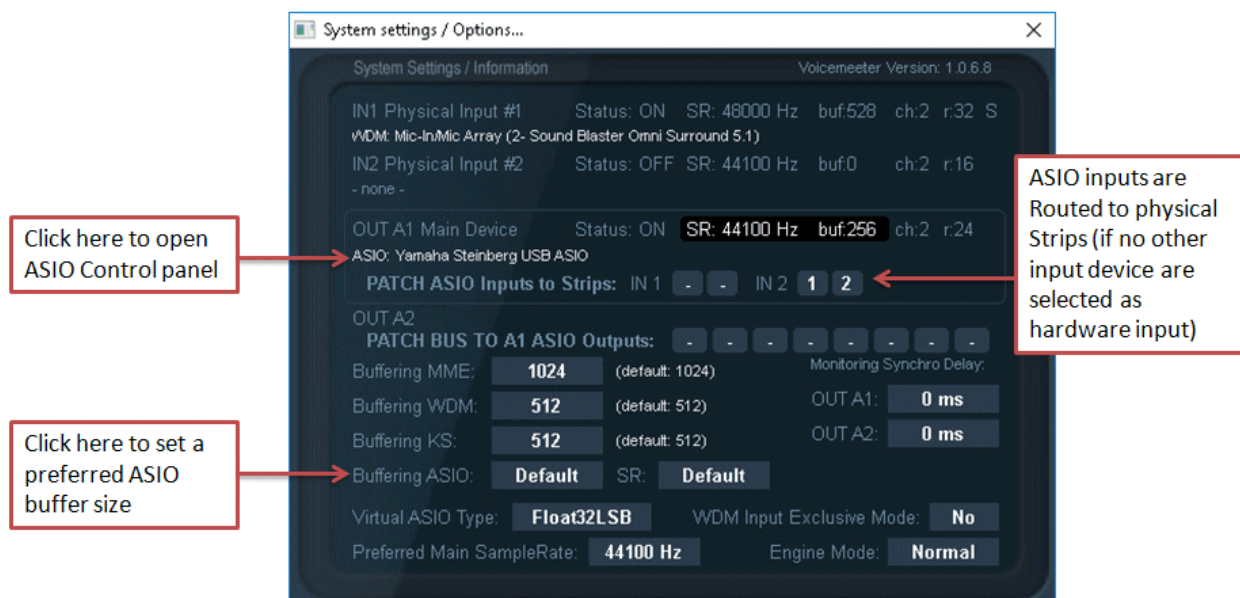 System settings / Options...
System Settings / Information
Voicemeeter Version: 1.0.6.8
IN1 Physical Input #1 Status: ON SR: 48000 Hz buf:528 ch:2 r:32 S
WDM: Mic-In/Mic Array (2- Sound Blaster Omni Surround 5.1)
IN2 Physical Input #2 Status: OFF SR: 44100 Hz buf:0 ch:2 r:16
- none -
OUT A1 Main Device Status: ON SR: 44100 Hz buf:256 ch:2 r:24
ASIO: Yamaha Steinberg USB ASIO
PATCH ASIO Inputs to Strips: IN 1 - - IN 2 1 2
OUT A2
PATCH BUS TO A1 ASIO Outputs: - - - - - - - -
Buffering MME: 1024 (default: 1024)
Monitoring Synchro Delay:
Buffering WDM: 512 (default: 512)
OUT A1: 0 ms
Buffering KS: 512 (default: 512)
OUT A2: 0 ms
Buffering ASIO: Default SR: Default
Virtual ASIO Type: Float32LSB WDM Input Exclusive Mode: No
Preferred Main SampleRate: 44100 Hz Engine Mode: Normal
Click here to open
ASIO Control panel
Click here to set a
preferred ASIO
buffer size
ASIO inputs are
Routed to physical
Strips (if no other
input device are
selected as
hardware input)